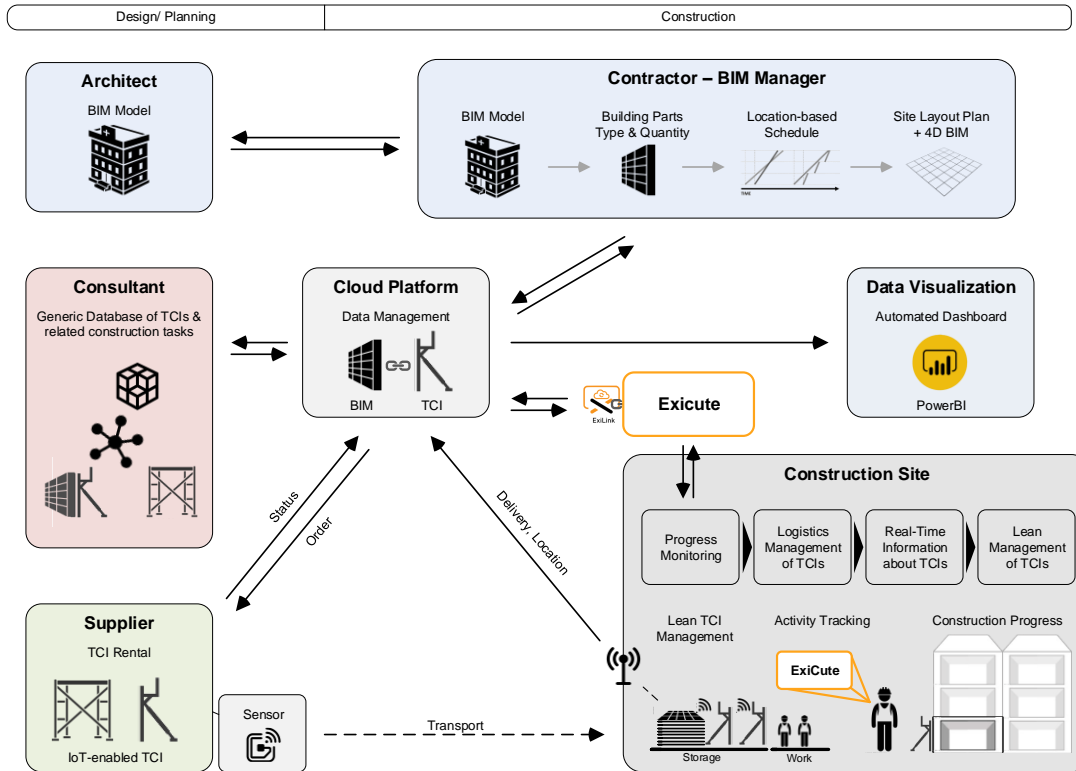 Design/ Planning
Construction
Architect
BIM Model
Contractor – BIM Manager
BIM Model
Building Parts
Type & Quantity
Location-based
Schedule
TIME
Site Layout Plan
+ 4D BIM
Consultant
Generic Database of TCIs &
related construction tasks
Cloud Platform
Data Management
BIM
TCI
Data Visualization
Automated Dashboard
PowerBI
ExiLink
Exicute
Status
Order
Delivery, Location
Construction Site
Progress
Monitoring
Logistics
Management
of TCIs
Real-Time
Information
about TCIs
Lean
Management
of TCIs
Lean TCI
Management
Activity Tracking
Construction Progress
ExiCute
Storage
Work
Supplier
TCI Rental
IoT-enabled TCI
Sensor
Transport